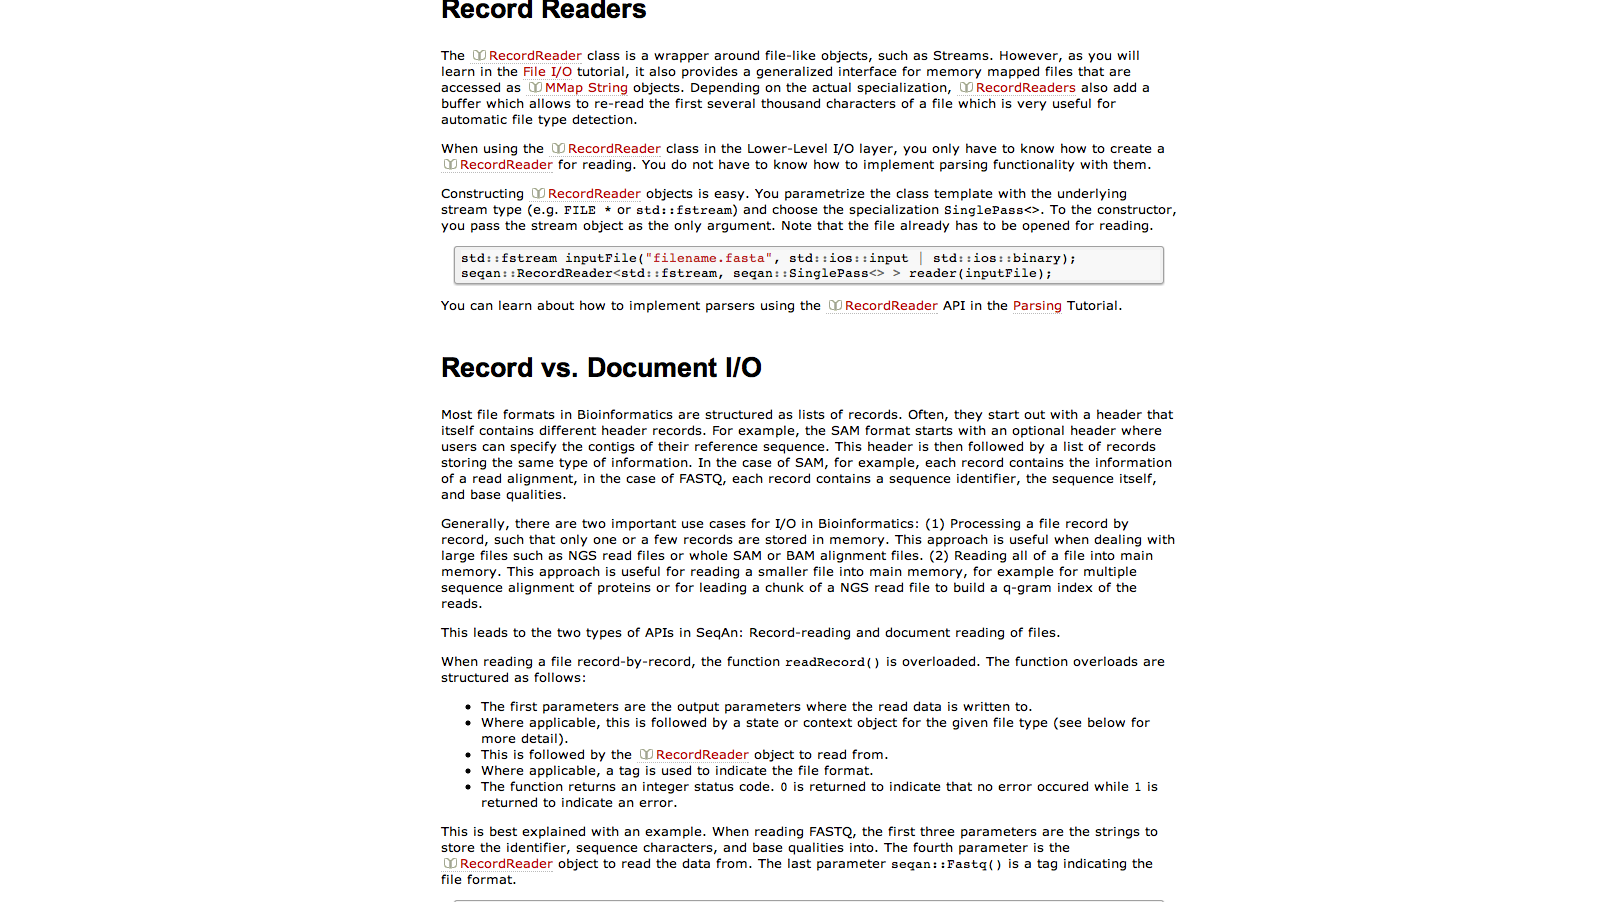 Record Readers
The RecordReader class is a wrapper around file-like objects, such as Streams. However, as you will
learn in the File I/O tutorial, it also provides a generalized interface for memory mapped files that are
accessed as MMap String objects. Depending on the actual specialization, RecordReaders also add a
buffer which allows to re-read the first several thousand characters of a file which is very useful for
automatic file type detection.
When using the RecordReader class in the Lower-Level I/O layer, you only have to know how to create a
RecordReader for reading. You do not have to know how to implement parsing functionality with them.
Constructing RecordReader objects is easy. You parametrize the class template with the underlying
stream type (e.g. FILE * or std::fstream) and choose the specialization SinglePass<>. To the constructor,
you pass the stream object as the only argument. Note that the file already has to be opened for reading.
std::fstream inputFile("filename.fasta", std::ios::input | std::ios::binary);
seqan::RecordReader<std::fstream, seqan::SinglePass<> > reader(inputFile);
You can learn about how to implement parsers using the RecordReader API in the Parsing Tutorial.
Record vs. Document I/O
Most file formats in Bioinformatics are structured as lists of records. Often, they start out with a header that
itself contains different header records. For example, the SAM format starts with an optional header where
users can specify the contigs of their reference sequence. This header is then followed by a list of records
storing the same type of information. In the case of SAM, for example, each record contains the information
of a read alignment, in the case of FASTQ, each record contains a sequence identifier, the sequence itself,
and base qualities.
Generally, there are two important use cases for I/O in Bioinformatics: (1) Processing a file record by
record, such that only one or a few records are stored in memory. This approach is useful when dealing with
large files such as NGS read files or whole SAM or BAM alignment files. (2) Reading all of a file into main
memory. This approach is useful for reading a smaller file into main memory, for example for multiple
sequence alignment of proteins or for leading a chunk of a NGS read file to build a q-gram index of the
reads.
This leads to the two types of APIs in SeqAn: Record-reading and document reading of files.
When reading a file record-by-record, the function readRecord() is overloaded. The function overloads are
structured as follows:
• The first parameters are the output parameters where the read data is written to.
• Where applicable, this is followed by a state or context object for the given file type (see below for
more detail).
• This is followed by the RecordReader object to read from.
• Where applicable, a tag is used to indicate the file format.
• The function returns an integer status code. 0 is returned to indicate that no error occured while 1 is
returned to indicate an error.
This is best explained with an example. When reading FASTQ, the first three parameters are the strings to
store the identifier, sequence characters, and base qualities into. The fourth parameter is the
RecordReader object to read the data from. The last parameter seqan::Fastq() is a tag indicating the
file format.